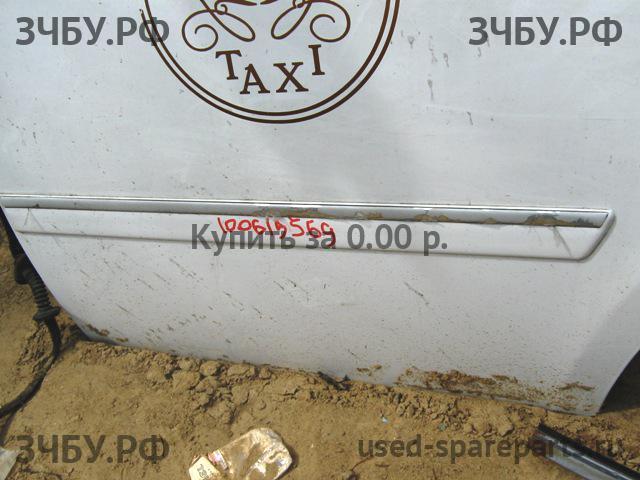 ЗЧБУ.РФ ЗЧБУ.РФ
TAXI
Купить за 0.00 р.
ЗЧБУ.РФ used-spareparts.ru